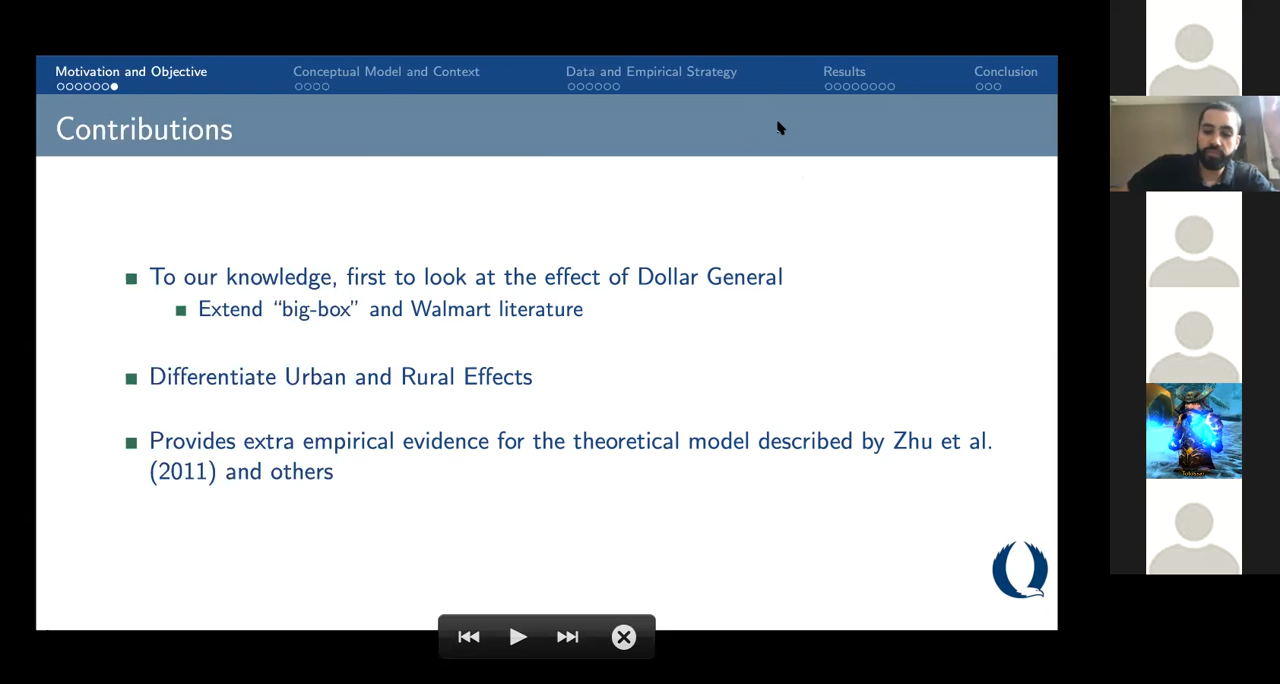 Motivation and Objective
Conceptual Model and Context
Data and Empirical Strategy
Results
Conclusion
Contributions
To our knowledge, first to look at the effect of Dollar General
Extend “big-box” and Walmart literature
Differentiate Urban and Rural Effects
Provides extra empirical evidence for the theoretical model described by Zhu et al.
(2011) and others